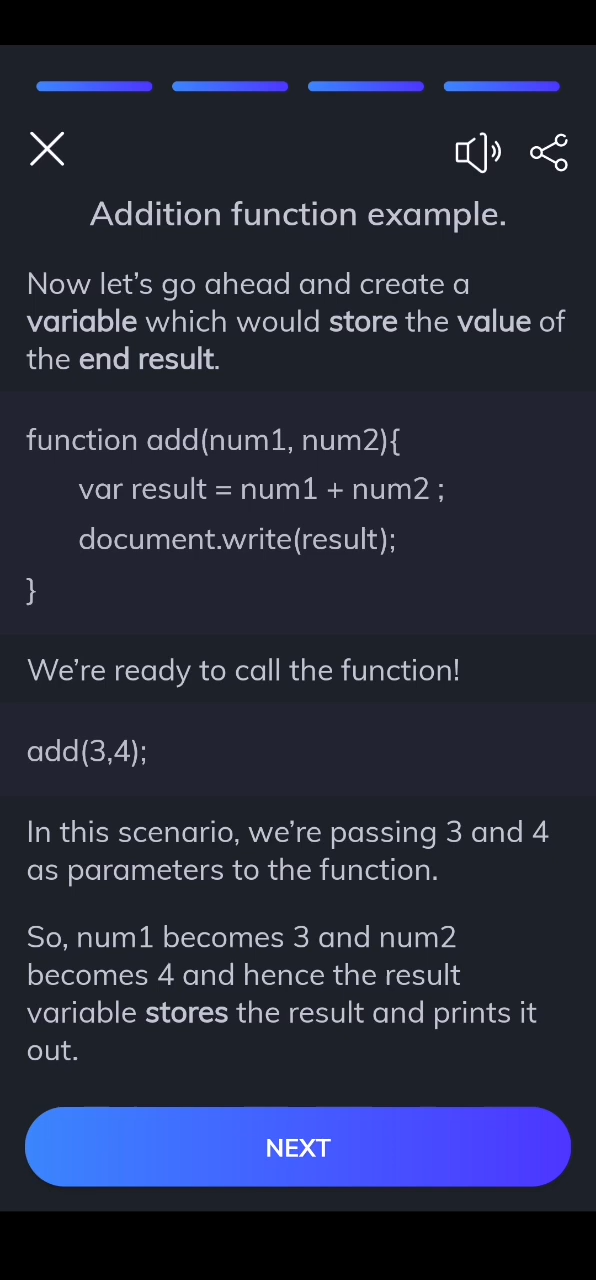 Addition function example.
Now let’s go ahead and create a
variable which would store the value of
the end result.
function add(num1, num2){
var result = num1 + num2 ;
document.write(result);
}
We’re ready to call the function!
add(3,4);
In this scenario, we’re passing 3 and 4
as parameters to the function.
So, num1 becomes 3 and num2
becomes 4 and hence the result
variable stores the result and prints it
out.
NEXT